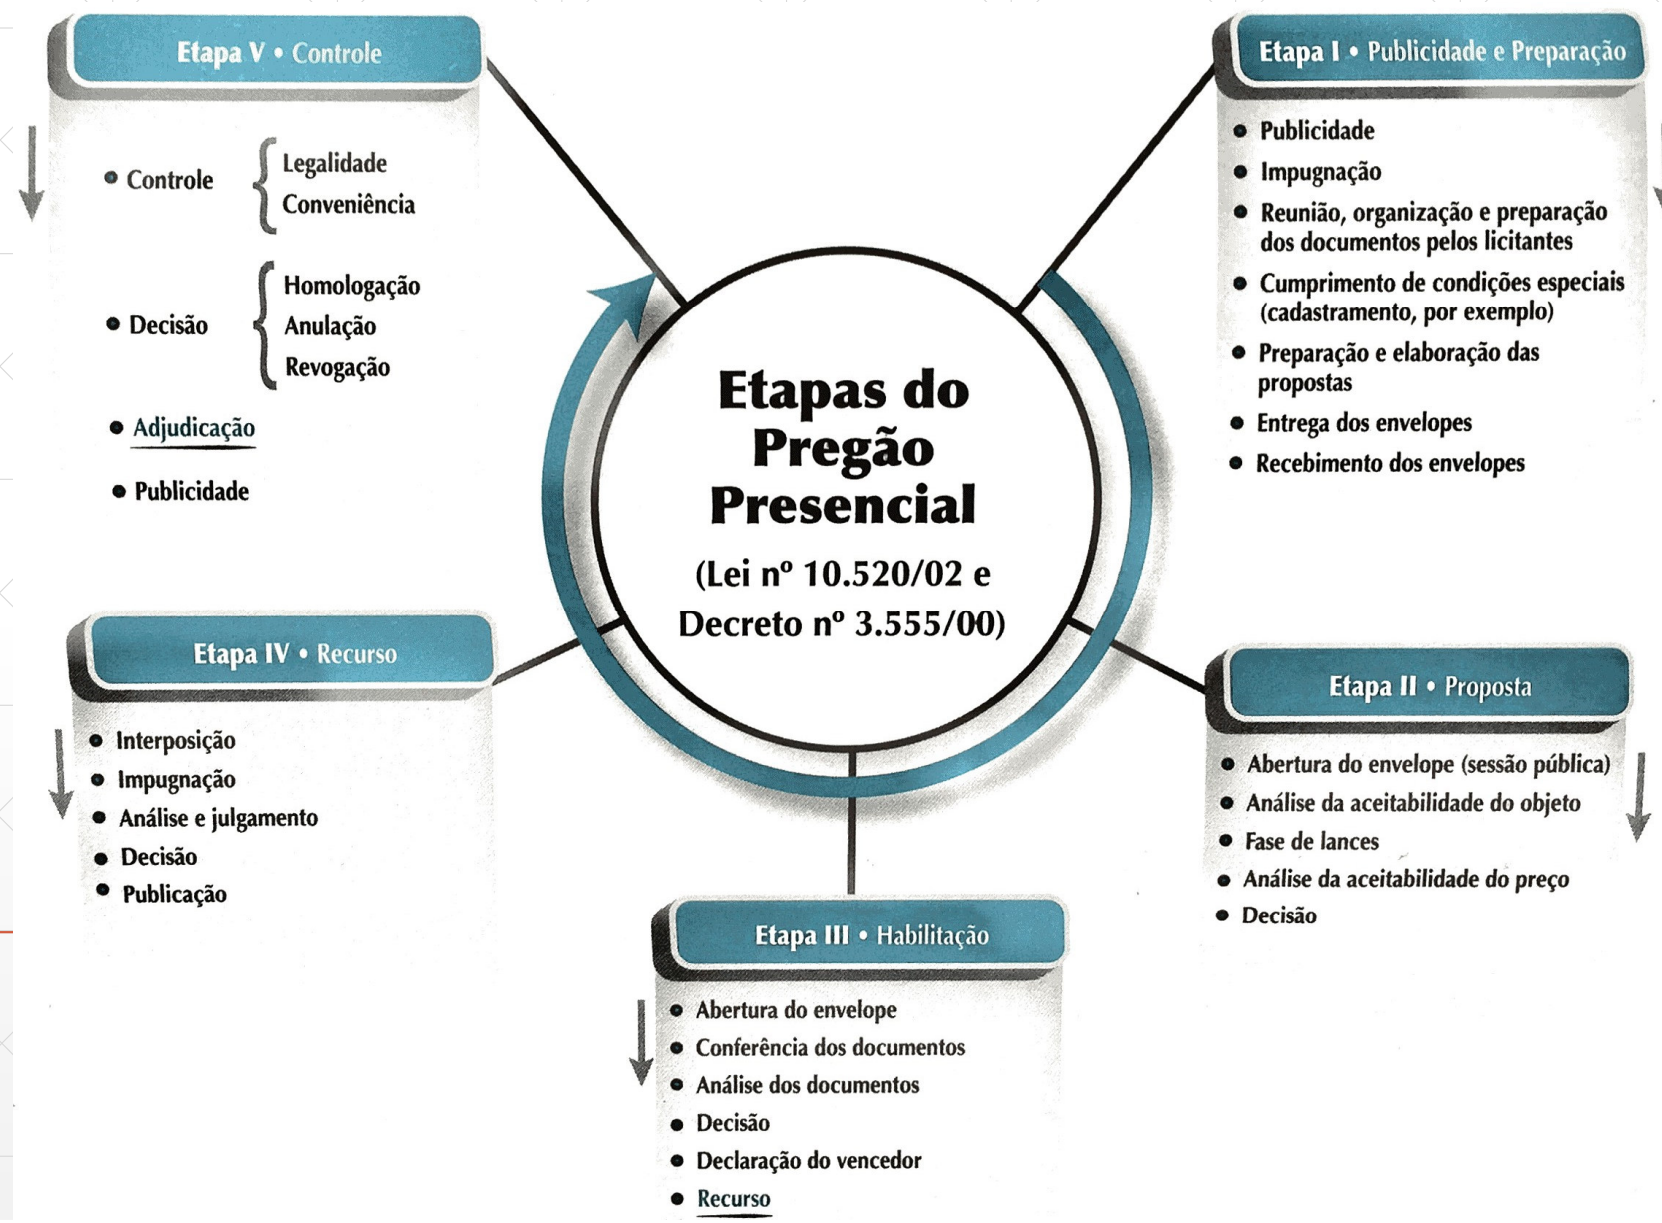 Etapas do
Pregão
Presencial
(Lei nº 10.520/02 e
Decreto nº 3.555/00)
Etapa I • Publicidade e Preparação
• Publicidade
• Impugnação
• Reunião, organização e preparação
dos documentos pelos licitantes
• Cumprimento de condições especiais
(cadastramento, por exemplo)
• Preparação e elaboração das
propostas
• Entrega dos envelopes
• Recebimento dos envelopes
Etapa II • Proposta
• Abertura do envelope (sessão pública)
• Análise da aceitabilidade do objeto
• Fase de lances
• Análise da aceitabilidade do preço
• Decisão
Etapa III • Habilitação
• Abertura do envelope
• Conferência dos documentos
• Análise dos documentos
• Decisão
• Declaração do vencedor
• Recurso
Etapa IV • Recurso
• Interposição
• Impugnação
• Análise e julgamento
• Decisão
• Publicação
Etapa V • Controle
• Controle
Legalidade
Conveniência
• Decisão
Homologação
Anulação
Revogação
• Adjudicação
• Publicidade